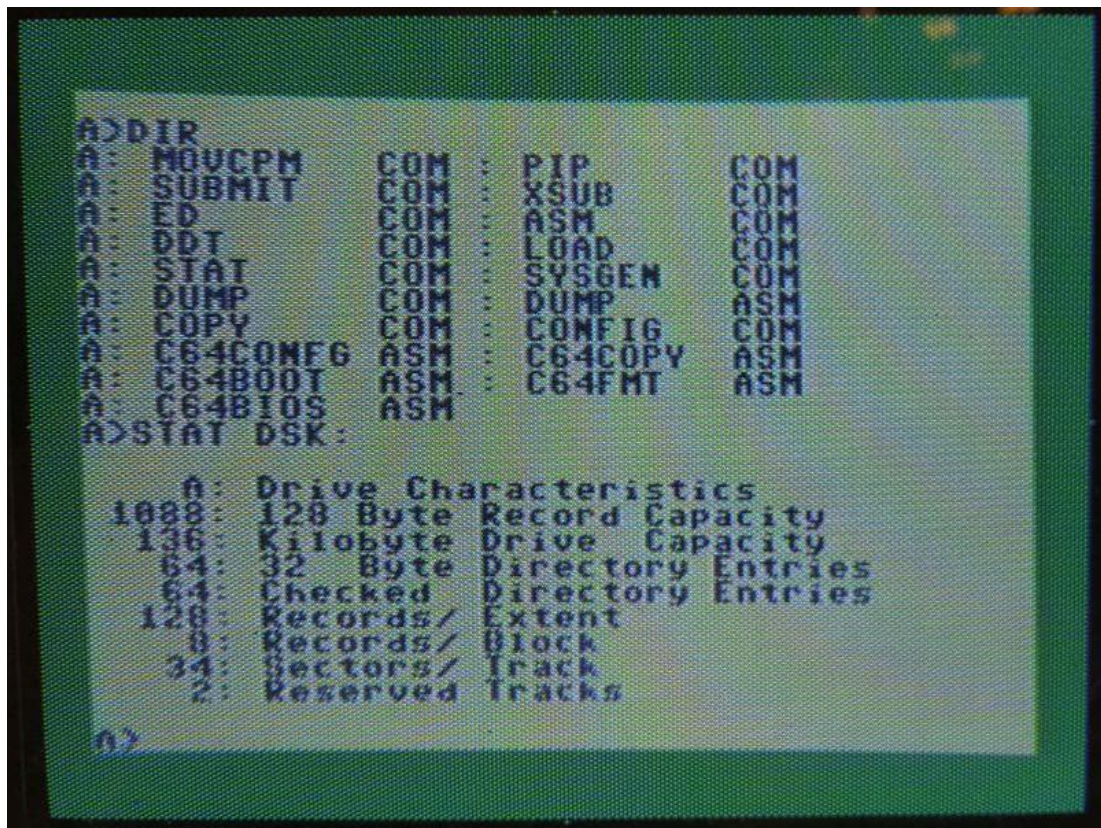 A>DIR
A: MOVCPM   COM : PIP      COM
A: SUBMIT   COM : XSUB     COM
A: ED       COM : ASM      COM
A: DDT      COM : LOAD     COM
A: STAT     COM : SYSGEN   COM
A: DUMP     COM : DUMP     ASM
A: COPY     COM : CONFIG   COM
A: C64CONFG ASM : C64COPY  ASM
A: C64BOOT  ASM : C64FMT   ASM
A: C64BIOS  ASM
A>STAT DSK:
A: Drive Characteristics
1088: 128 Byte Record Capacity
136: Kilobyte Drive  Capacity
64: 32  Byte Directory Entries
64: Checked  Directory Entries
128: Records/ Extent
8: Records/ Block
34: Sectors/ Track
2: Reserved Tracks
A>